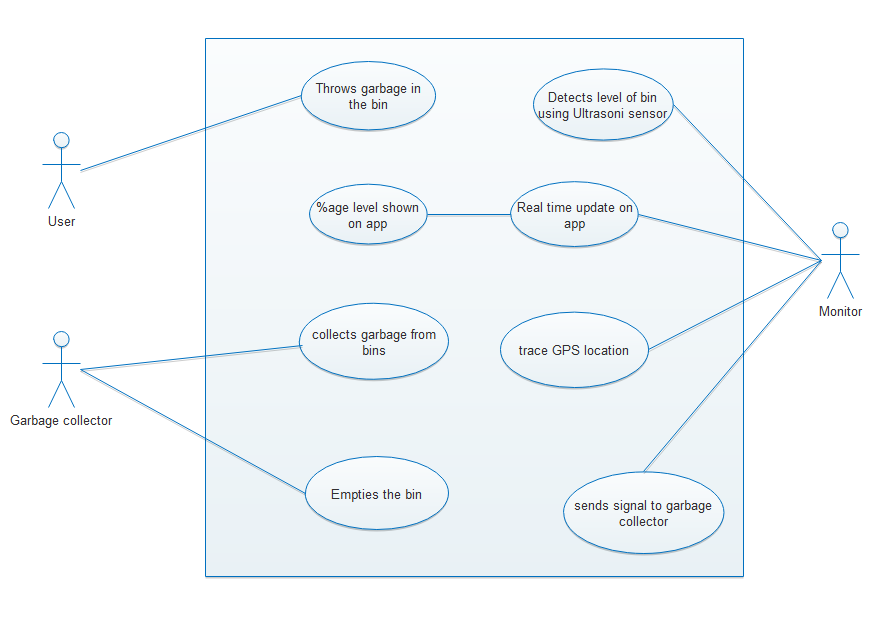 Throws garbage in
the bin
Detects level of bin
using Ultrasoni sensor
User
%age level shown
on app
Real time update on
app
Monitor
collects garbage from
bins
trace GPS location
Garbage collector
Empties the bin
sends signal to garbage
collector